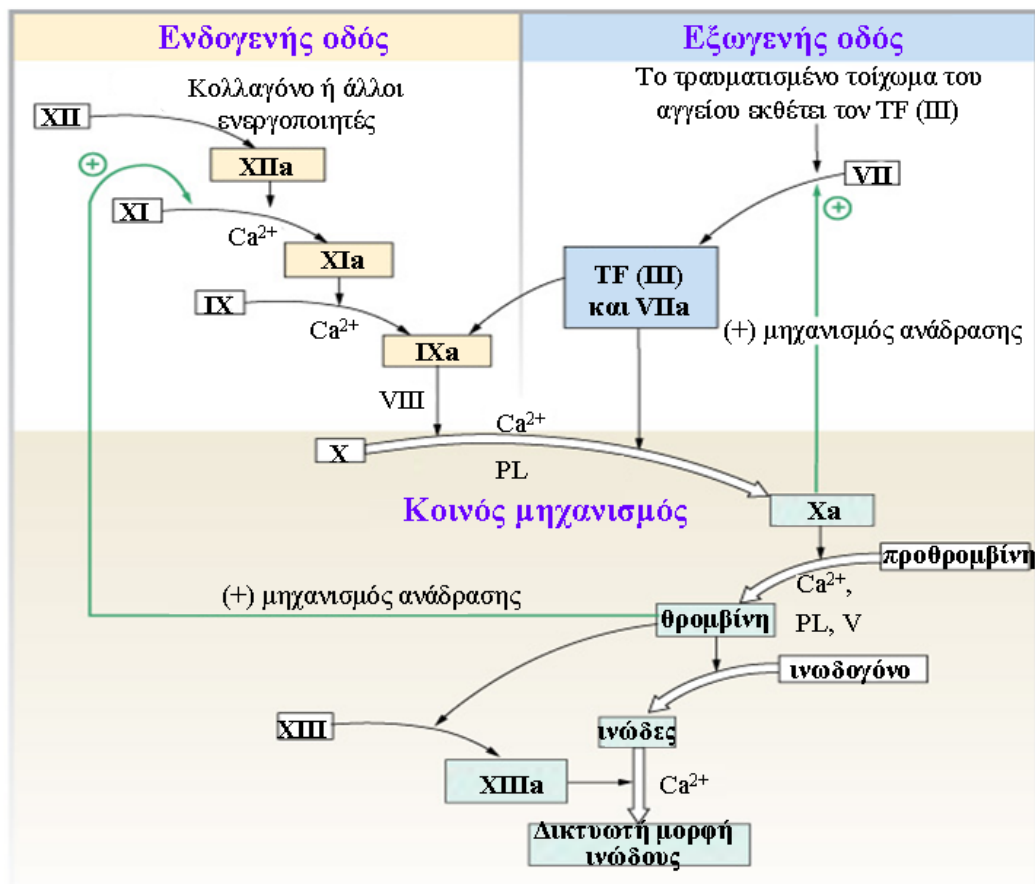 Ενδογενής οδός
Εξωγενής οδός
Κολλαγόνο ή άλλοι
ενεργοποιητές
Το τραυματισμένο τοίχωμα του
αγγείου εκθέτει τον TF (III)
XII
XIIa
VII
XI
Ca²⁺
XIa
TF (III)
και VIIa
IX
Ca²⁺
IXa
(+) μηχανισμός ανάδρασης
VIII
Ca²⁺
X
PL
Xa
Κοινός μηχανισμός
προθρομβίνη
(+) μηχανισμός ανάδρασης
Ca²⁺,
PL, V
θρομβίνη
ινωδογόνο
XIII
ινώδες
XIIIa
Ca²⁺
Δικτυωτή μορφή
ινώδους